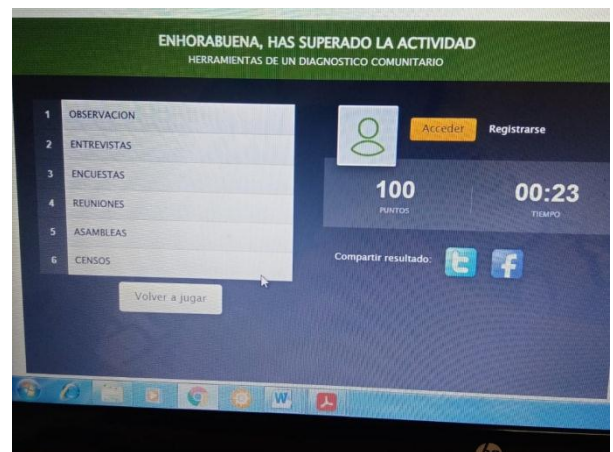 ENHORABUENA, HAS SUPERADO LA ACTIVIDAD
HERRAMIENTAS DE UN DIAGNOSTICO COMUNITARIO
1 OBSERVACION
2 ENTREVISTAS
3 ENCUESTAS
4 REUNIONES
5 ASAMBLEAS
6 CENSOS
Volver a jugar
Acceder Registrarse
100 00:23
PUNTOS TIEMPO
Compartir resultado:
hp